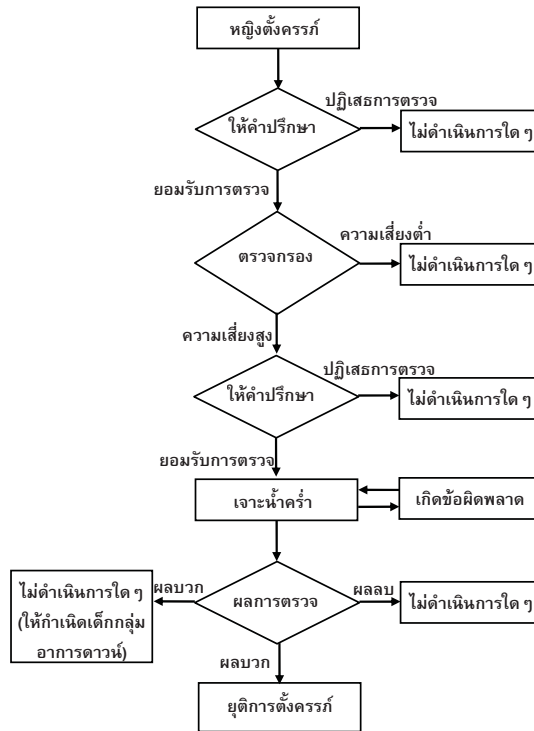 หญิงตั้งครรภ์
ปฏิเสธการตรวจ
ให้คำปรึกษา
ไม่ดำเนินการใด ๆ
ยอมรับการตรวจ
ความเสี่ยงต่ำ
ตรวจกรอง
ไม่ดำเนินการใด ๆ
ความเสี่ยงสูง
ปฏิเสธการตรวจ
ให้คำปรึกษา
ไม่ดำเนินการใด ๆ
ยอมรับการตรวจ
เจาะน้ำคร่ำ
เกิดข้อผิดพลาด
ไม่ดำเนินการใด ๆ
(ให้กำเนิดเด็กกลุ่ม
อาการดาวน์)
ผลบวก
ผลการตรวจ
ผลลบ
ไม่ดำเนินการใด ๆ
ผลบวก
ยุติการตั้งครรภ์